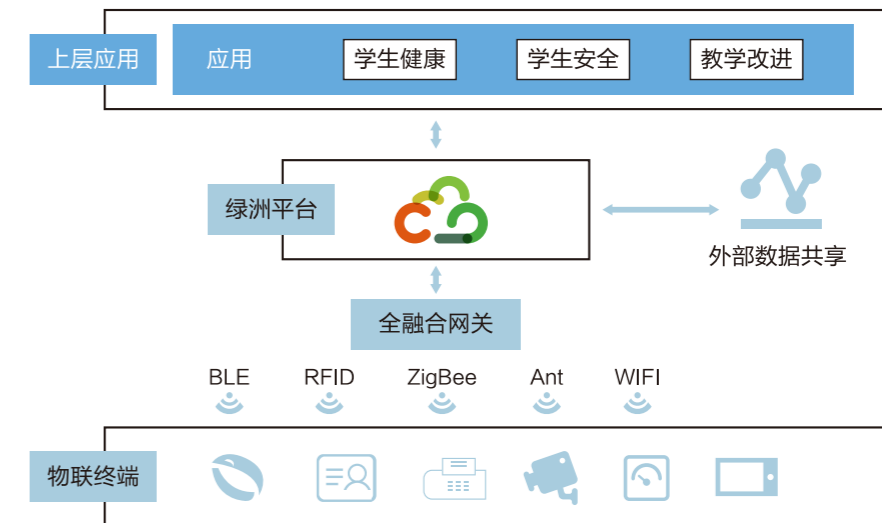 上层应用
应用
学生健康
学生安全
教学改进
绿洲平台
外部数据共享
全融合网关
BLE
RFID
ZigBee
Ant
WIFI
物联终端